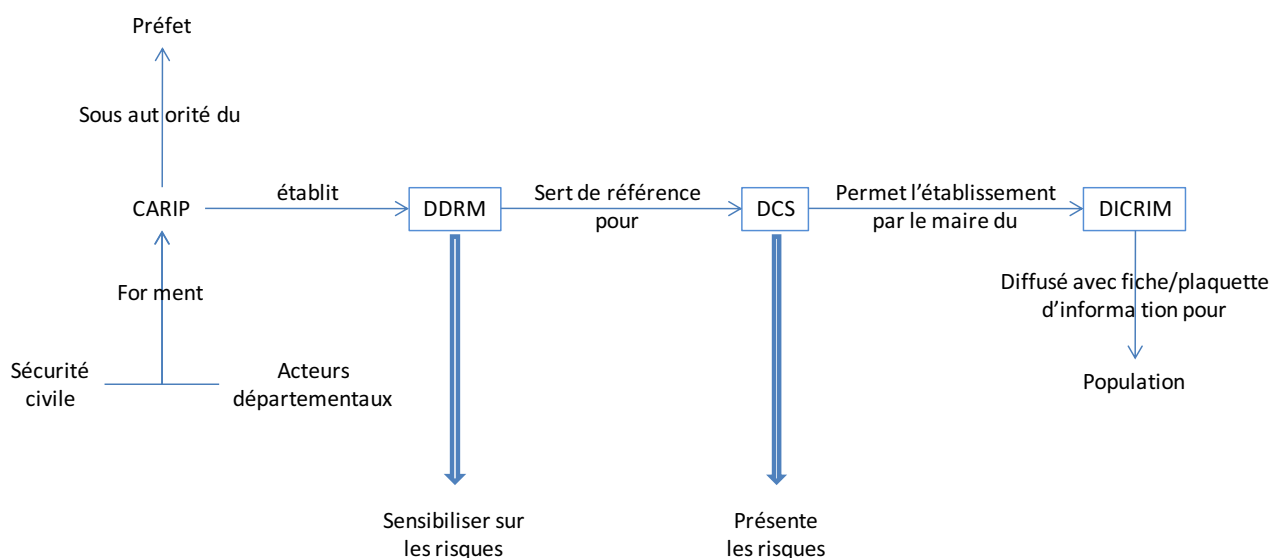 Préfet
Sous autorité du
CARIP
établit
DDRM
Sert de référence
pour
DCS
Permet l'établissement
par le maire du
DICRIM
For ment
Diffusé avec fiche/plaquette
d'information pour
Sécurité
civile
Acteurs
départementaux
Population
Sensibiliser sur
les risques
Présente
les risques